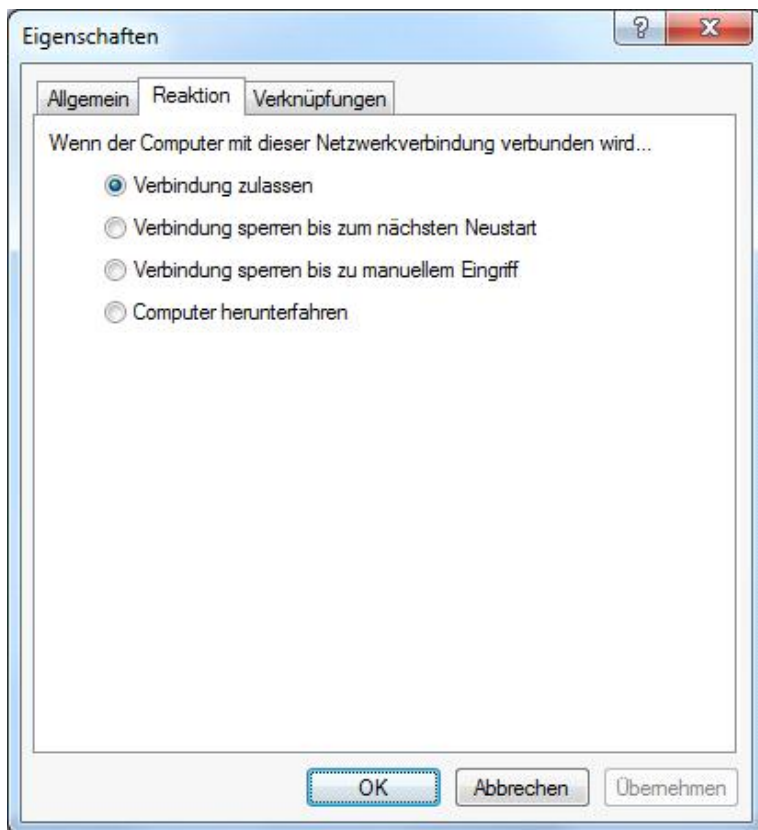 Eigenschaften
?
X
Allgemein Reaktion Verknüpfungen
Wenn der Computer mit dieser Netzwerkverbindung verbunden wird...
Verbindung zulassen
Verbindung sperren bis zum nächsten Neustart
Verbindung sperren bis zu manuellem Eingriff
Computer herunterfahren
OK Abbrechen Übernehmen